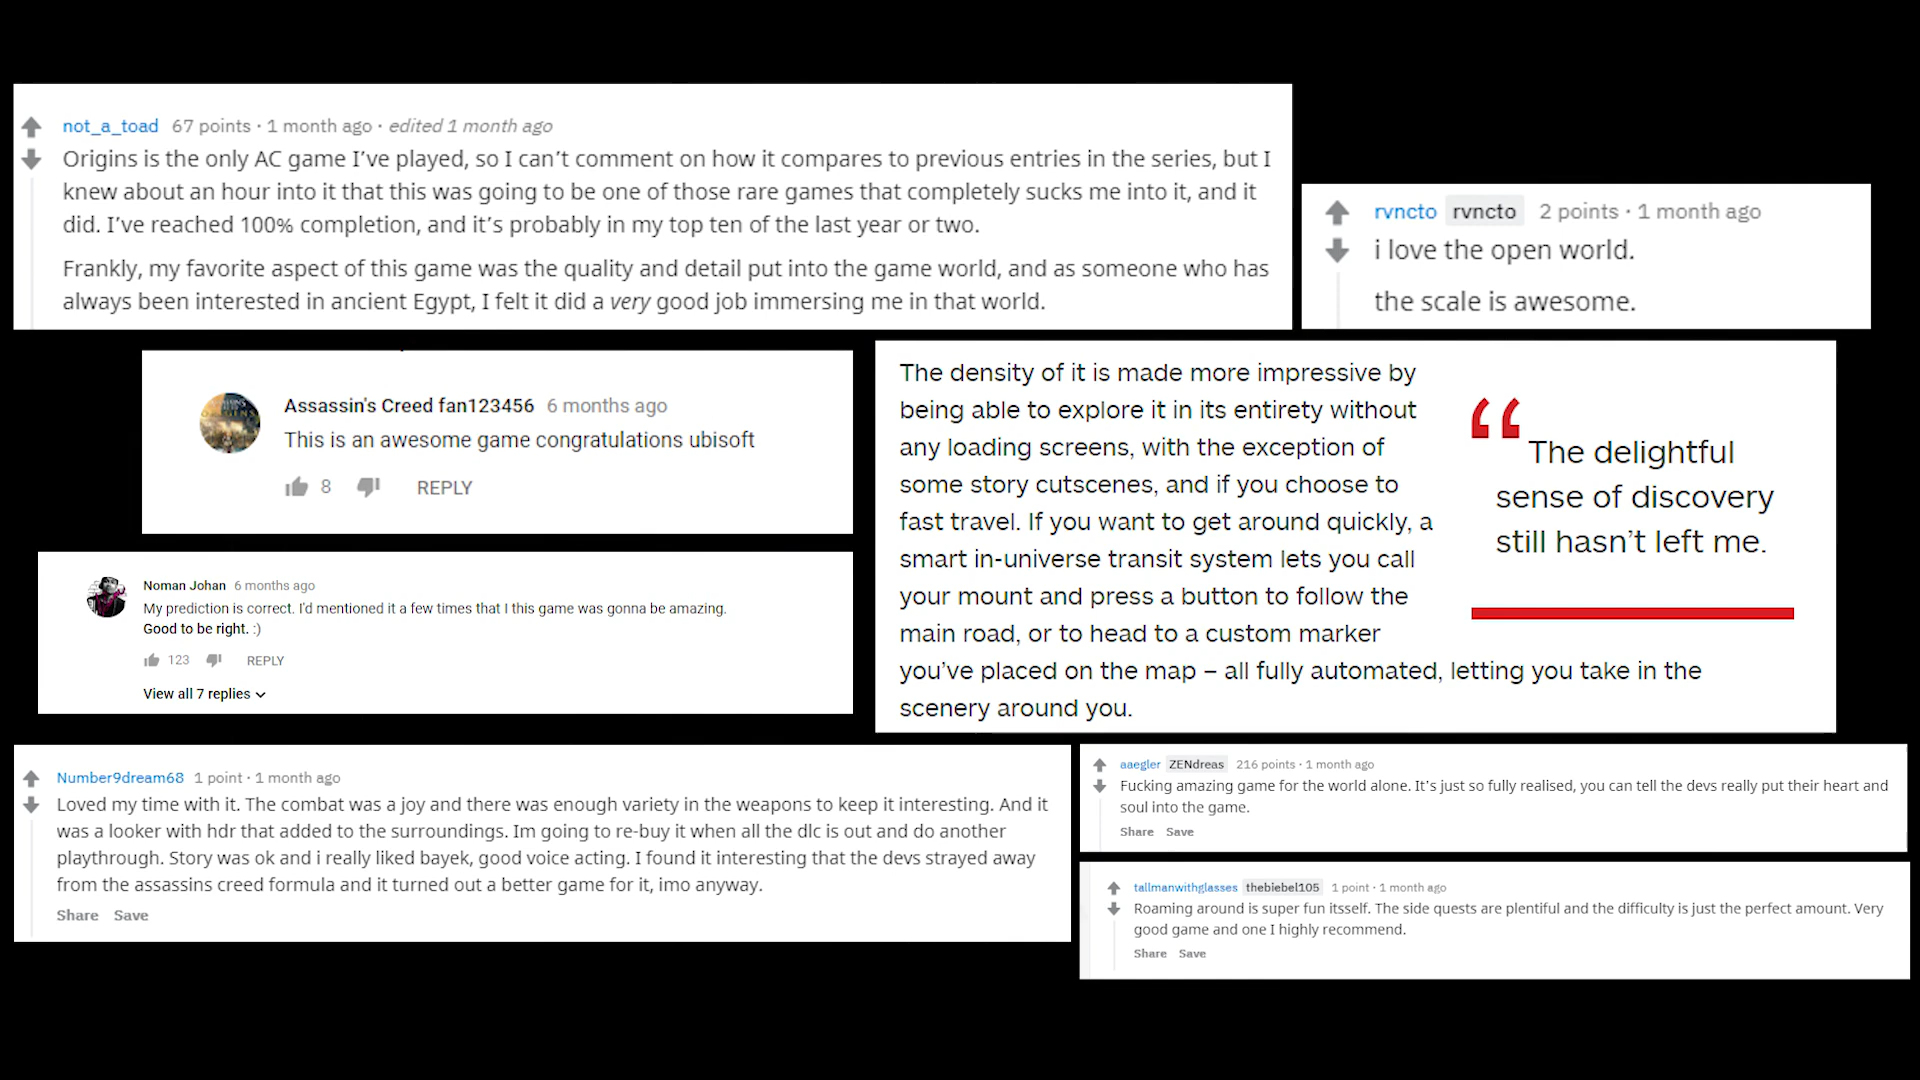 not_a_toad 67 points · 1 month ago · edited 1 month ago
Origins is the only AC game I've played, so I can't comment on how it compares to previous entries in the series, but I
knew about an hour into it that this was going to be one of those rare games that completely sucks me into it, and it
did. I've reached 100% completion, and it's probably in my top ten of the last year or two.
Frankly, my favorite aspect of this game was the quality and detail put into the game world, and as someone who has
always been interested in ancient Egypt, I felt it did a very good job immersing me in that world.
rvncto rvncto 2 points · 1 month ago
i love the open world.
the scale is awesome.
Assassin's Creed fan123456 6 months ago
This is an awesome game congratulations ubisoft
8 REPLY
The density of it is made more impressive by
being able to explore it in its entirety without
any loading screens, with the exception of
some story cutscenes, and if you choose to
fast travel. If you want to get around quickly, a
smart in-universe transit system lets you call
your mount and press a button to follow the
main road, or to head to a custom marker
you've placed on the map – all fully automated, letting you take in the
scenery around you.
“ The delightful
sense of discovery
still hasn't left me.
Noman Johan 6 months ago
My prediction is correct. I'd mentioned it a few times that I this game was gonna be amazing.
Good to be right. :)
123 REPLY
View all 7 replies
Number9dream68 1 point · 1 month ago
Loved my time with it. The combat was a joy and there was enough variety in the weapons to keep it interesting. And it
was a looker with hdr that added to the surroundings. Im going to re-buy it when all the dlc is out and do another
playthrough. Story was ok and i really liked bayek, good voice acting. I found it interesting that the devs strayed away
from the assassins creed formula and it turned out a better game for it, imo anyway.
Share Save
aaegler ZENdreas 216 points · 1 month ago
Fucking amazing game for the world alone. It's just so fully realised, you can tell the devs really put their heart and
soul into the game.
Share Save
tallmanwithglasses thebiebel105 1 point · 1 month ago
Roaming around is super fun itsself. The side quests are plentiful and the difficulty is just the perfect amount. Very
good game and one I highly recommend.
Share Save